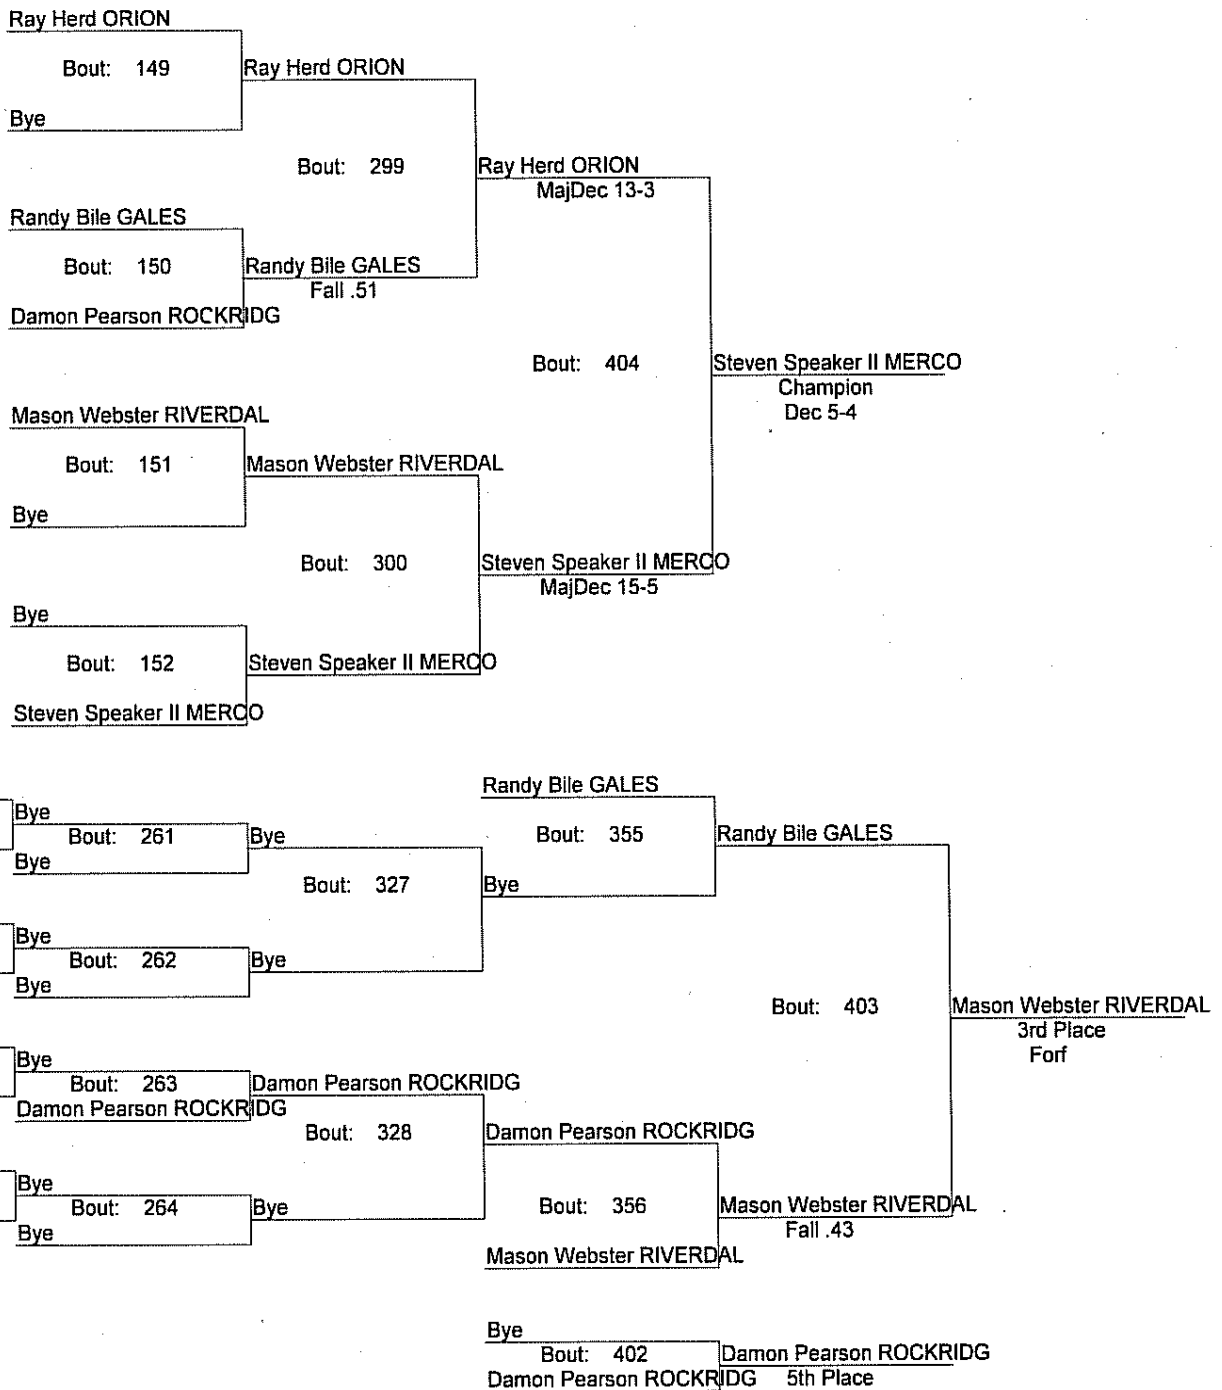 Ray Herd ORION
Bout: 149
Ray Herd ORION
Bye
Bout: 299
Ray Herd ORION
MajDec 13-3
Randy Bile GALES
Bout: 150
Randy Bile GALES
Fall .51
Damon Pearson ROCKRIDG
Bout: 404
Steven Speaker II MERCO
Champion
Dec 5-4
Mason Webster RIVERDAL
Bout: 151
Mason Webster RIVERDAL
Bye
Bout: 300
Steven Speaker II MERCO
MajDec 15-5
Bye
Bout: 152
Steven Speaker II MERCO
Steven Speaker II MERCO
Randy Bile GALES
Bye
Bout: 261
Bye
Bout: 355
Randy Bile GALES
Bye
Bout: 327
Bye
Bye
Bout: 262
Bye
Bye
Bout: 403
Mason Webster RIVERDAL
3rd Place
Forf
Bye
Bout: 263
Damon Pearson ROCKRIDG
Damon Pearson ROCKRIDG
Bout: 328
Damon Pearson ROCKRIDG
Bye
Bout: 264
Bye
Bout: 356
Mason Webster RIVERDAL
Fall .43
Bye
Mason Webster RIVERDAL
Bye
Bout: 402
Damon Pearson ROCKRIDG
Damon Pearson ROCKRIDG
5th Place